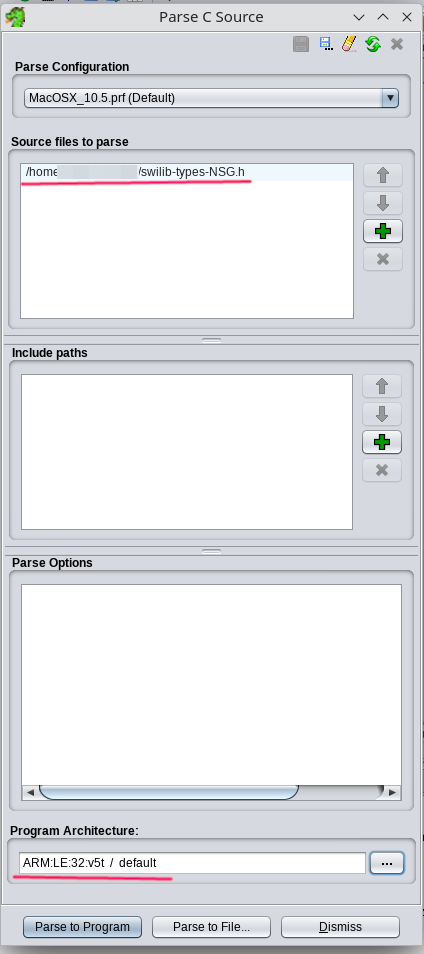 Parse C Source
Parse Configuration
MacOSX_10.5.prf (Default)
Source files to parse
/home /swilib-types-NSG.h
Include paths
Parse Options
Program Architecture:
ARM:LE:32:v5t / default
...
Parse to Program
Parse to File...
Dismiss